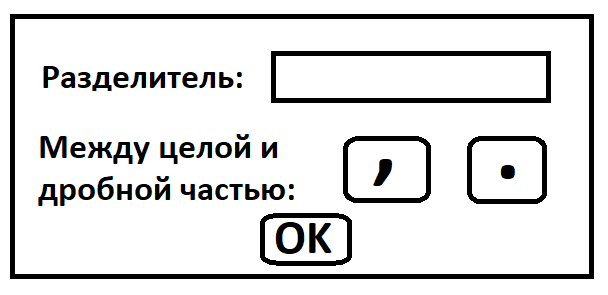 Разделитель:
Между целой и
дробной частью:
, .
OK